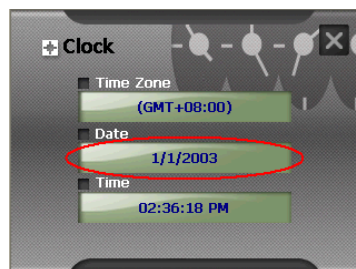 Clock
Time Zone
(GMT+08:00)
Date
1/1/2003
Time
02:36:18 PM